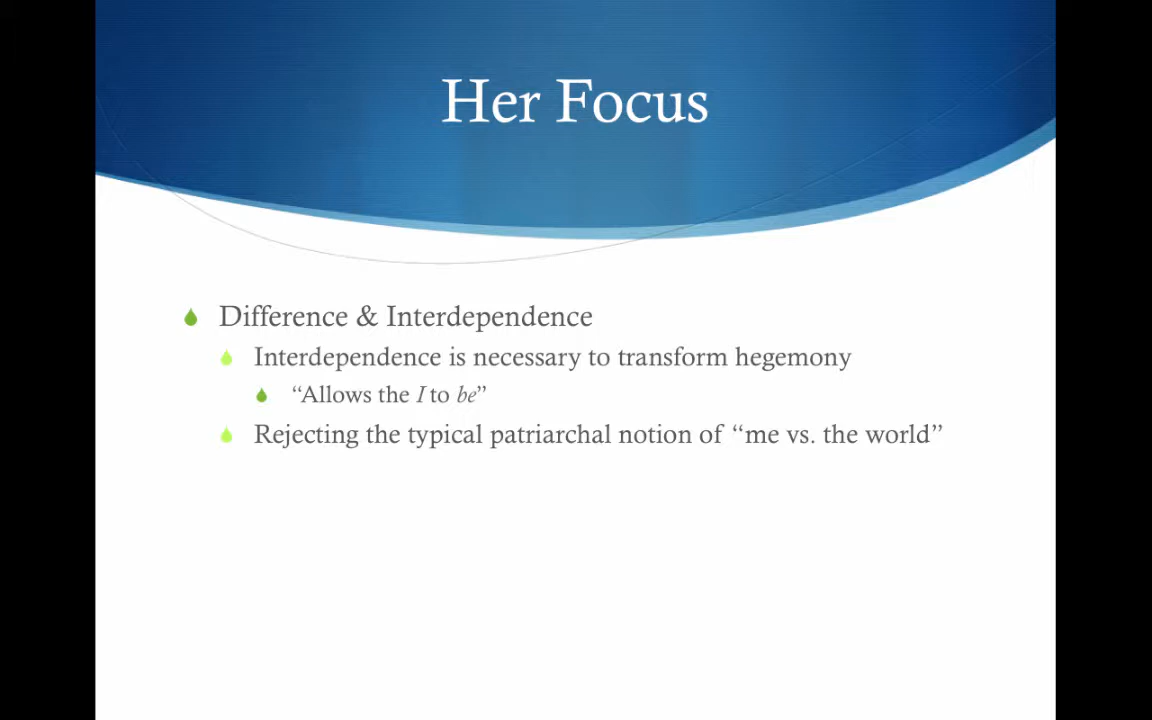 Her Focus
Difference & Interdependence
Interdependence is necessary to transform hegemony
“Allows the I to be”
Rejecting the typical patriarchal notion of “me vs. the world”